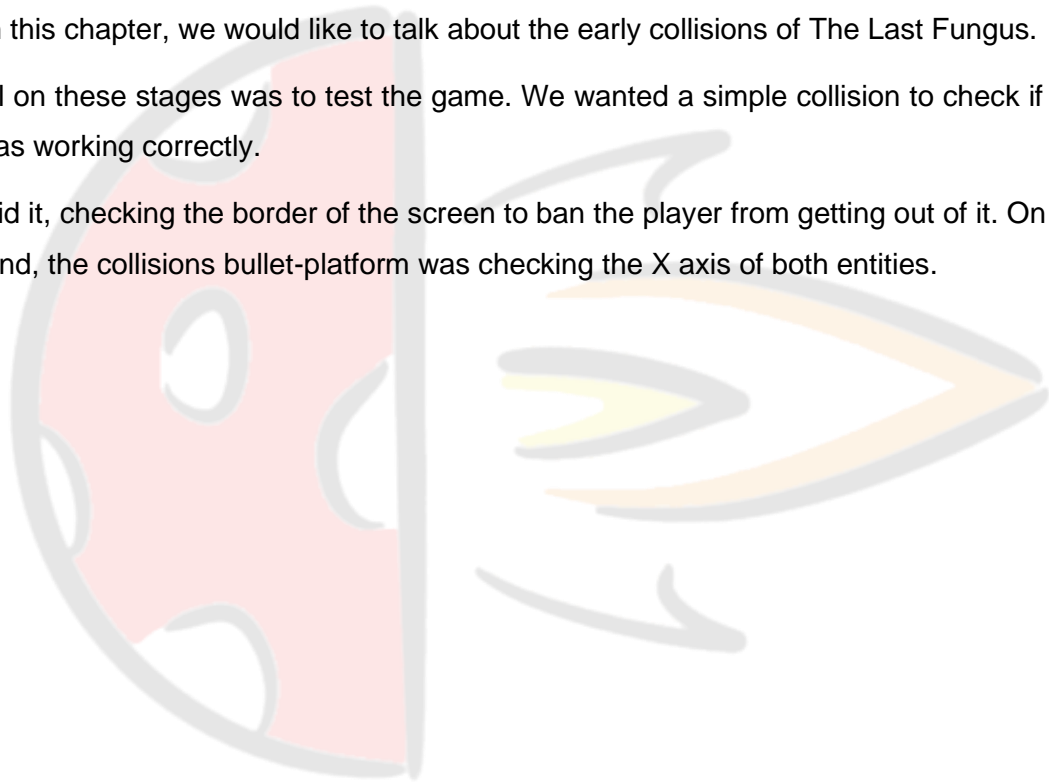 this chapter, we would like to talk about the early collisions of The Last Fungus.
on these stages was to test the game. We wanted a simple collision to check if
as working correctly.
id it, checking the border of the screen to ban the player from getting out of it. On
nd, the collisions bullet-platform was checking the X axis of both entities.